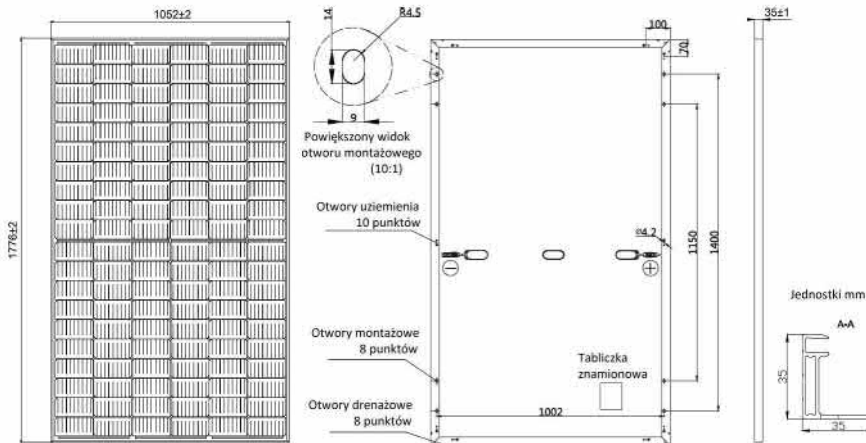 1052±2
1776±2
14
R4.5
9
Powiększony widok
otworu montażowego
(10:1)
Otwory uziemienia
10 punktów
Otwory montażowe
8 punktów
Otwory drenażowe
8 punktów
100
70
ø4.2
1150
1400
Tabliczka
znamionowa
1002
35±1
Jednostki mm
A-A
35
35